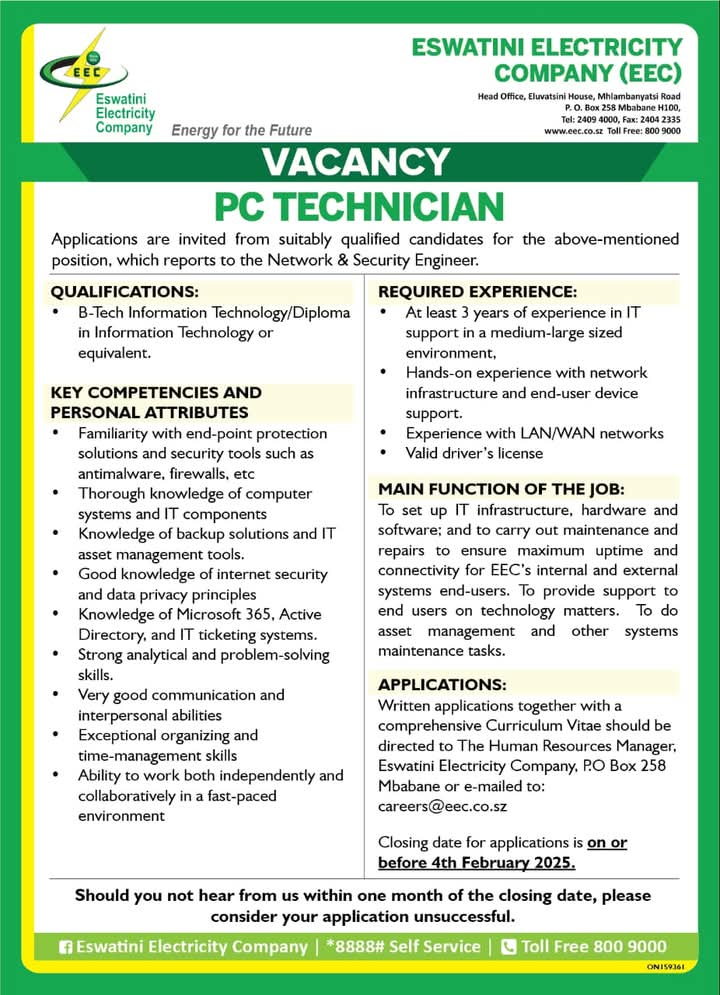 EEC
Eswatini
Electricity
Company
Energy for the Future
ESWATINI ELECTRICITY
COMPANY (EEC)
Head Office, Eluvatsini House, Mhlambanyatsi Road
P. O. Box 258 Mbabane H100,
Tel: 2409 4000, Fax: 2404 2335
www.eec.co.sz Toll Free: 800 9000
VACANCY
PC TECHNICIAN
Applications are invited from suitably qualified candidates for the above-mentioned
position, which reports to the Network & Security Engineer.
QUALIFICATIONS:
• B-Tech Information Technology/Diploma
in Information Technology or
equivalent.
KEY COMPETENCIES AND
PERSONAL ATTRIBUTES
• Familiarity with end-point protection
solutions and security tools such as
antimalware, firewalls, etc
• Thorough knowledge of computer
systems and IT components
• Knowledge of backup solutions and IT
asset management tools.
• Good knowledge of internet security
and data privacy principles
• Knowledge of Microsoft 365, Active
Directory, and IT ticketing systems.
• Strong analytical and problem-solving
skills.
• Very good communication and
interpersonal abilities
• Exceptional organizing and
time-management skills
• Ability to work both independently and
collaboratively in a fast-paced
environment
REQUIRED EXPERIENCE:
• At least 3 years of experience in IT
support in a medium-large sized
environment,
• Hands-on experience with network
infrastructure and end-user device
support.
• Experience with LAN/WAN networks
• Valid driver's license
MAIN FUNCTION OF THE JOB:
To set up IT infrastructure, hardware and
software; and to carry out maintenance and
repairs to ensure maximum uptime and
connectivity for EEC's internal and external
systems end-users. To provide support to
end users on technology matters. To do
asset management and other systems
maintenance tasks.
APPLICATIONS:
Written applications together with a
comprehensive Curriculum Vitae should be
directed to The Human Resources Manager,
Eswatini Electricity Company, P.O Box 258
Mbabane or e-mailed to:
careers@eec.co.sz
Closing date for applications is on or
before 4th February 2025.
Should you not hear from us within one month of the closing date, please
consider your application unsuccessful.
Eswatini Electricity Company | *8888# Self Service | Toll Free 800 9000
ON159361